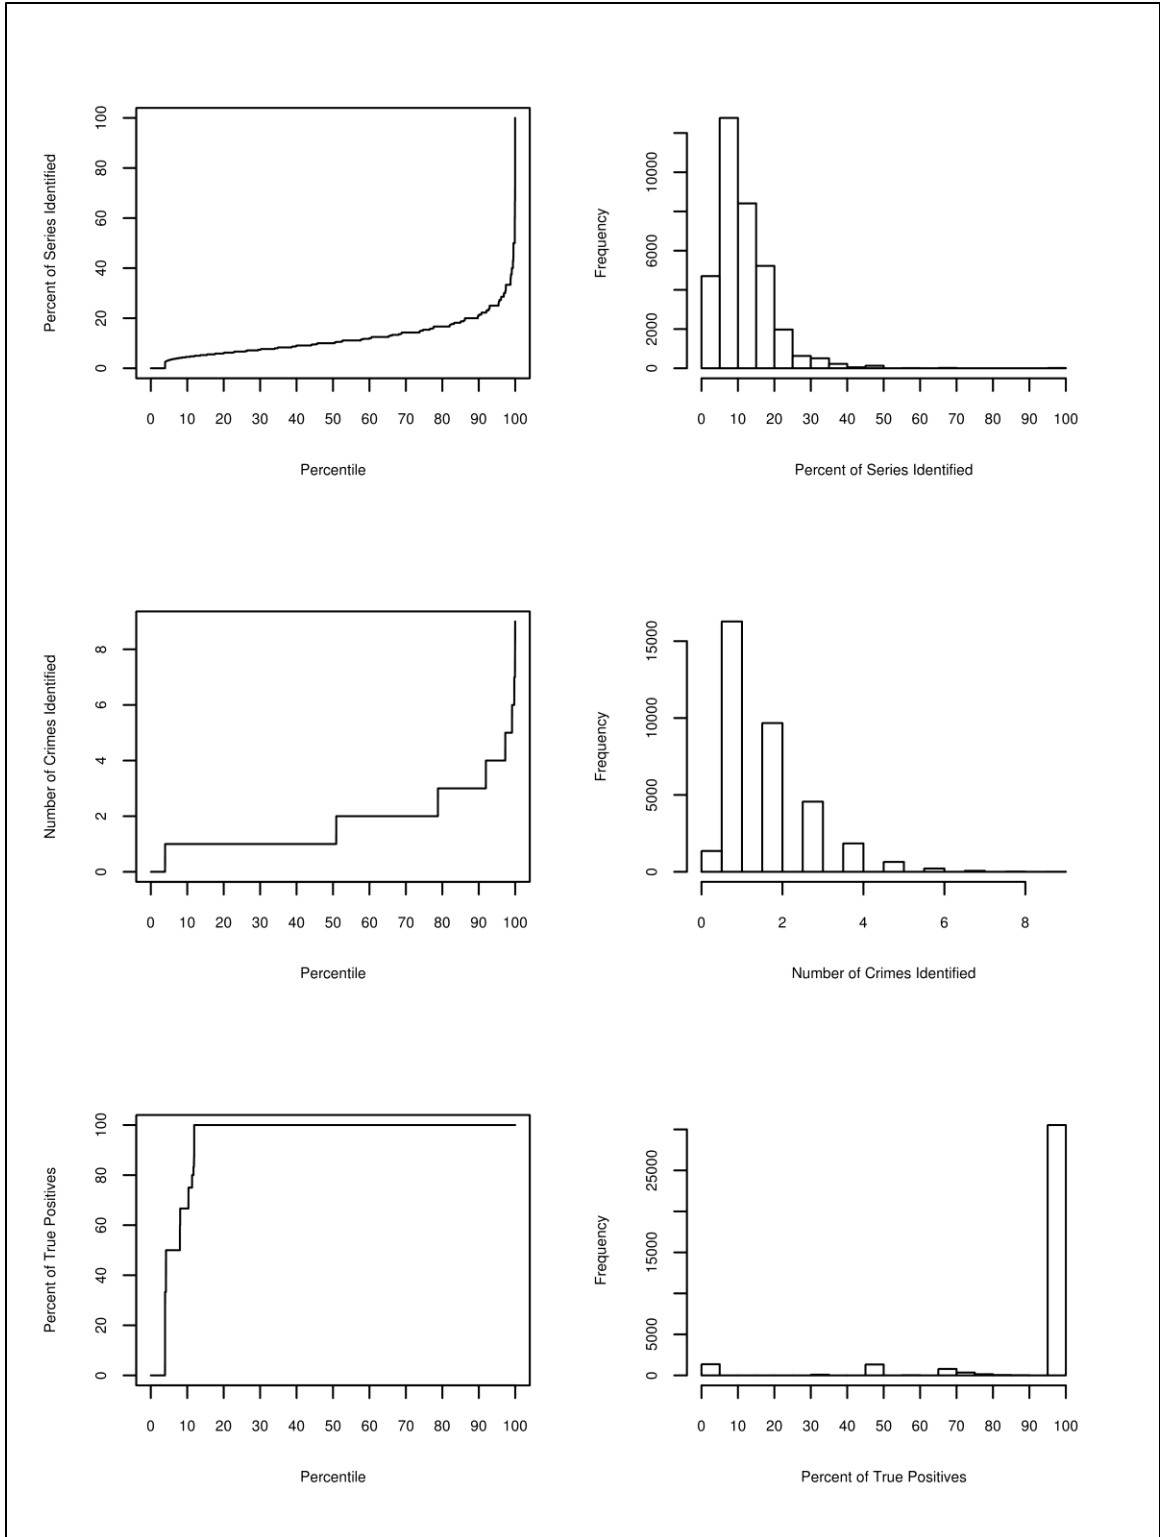 100
80
60
40
20
0
Percent of Series Identified
0 10 20 30 40 50 60 70 80 90 100
Percentile
10000
6000
2000
0
Frequency
0 10 20 30 40 50 60 70 80 90 100
Percent of Series Identified
8
6
4
2
0
Number of Crimes Identified
0 10 20 30 40 50 60 70 80 90 100
Percentile
15000
10000
5000
0
Frequency
0 2 4 6 8
Number of Crimes Identified
100
80
60
40
20
0
Percent of True Positives
0 10 20 30 40 50 60 70 80 90 100
Percentile
25000
15000
5000
0
Frequency
0 10 20 30 40 50 60 70 80 90 100
Percent of True Positives